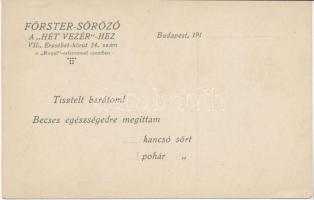 FÖRSTER-SÖRÖZŐ
A „HÉT VEZÉR"-HEZ
VII., Erzsébet-körút 34. szám
a „Royal"-szállodával szemben
Budapest, 191
Tisztelt barátom!
Becses egészségedre megittam
kancsó sört
pohár „